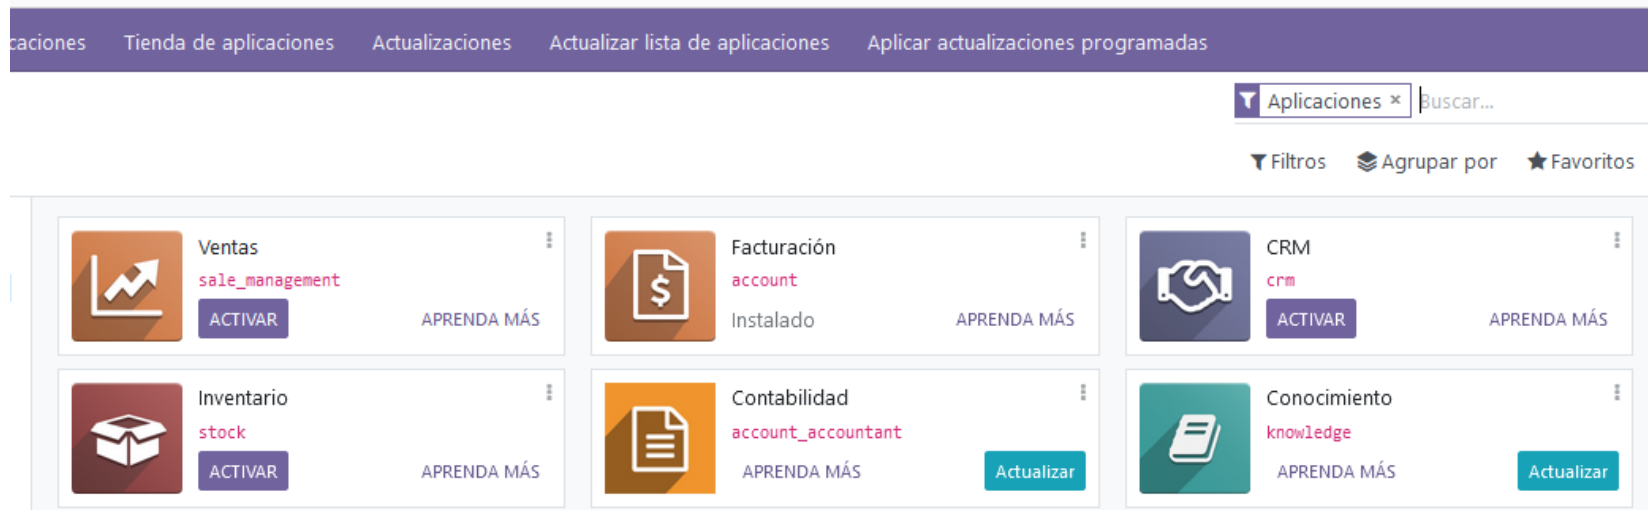 caciones Tienda de aplicaciones Actualizaciones Actualizar lista de aplicaciones Aplicar actualizaciones programadas
Aplicaciones × Buscar...
Filtros Agrupar por Favoritos
Ventas
sale_management
ACTIVAR APRENDA MÁS
Facturación
account
Instalado APRENDA MÁS
CRM
crm
ACTIVAR APRENDA MÁS
Inventario
stock
ACTIVAR APRENDA MÁS
Contabilidad
account_accountant
APRENDA MÁS Actualizar
Conocimiento
knowledge
APRENDA MÁS Actualizar